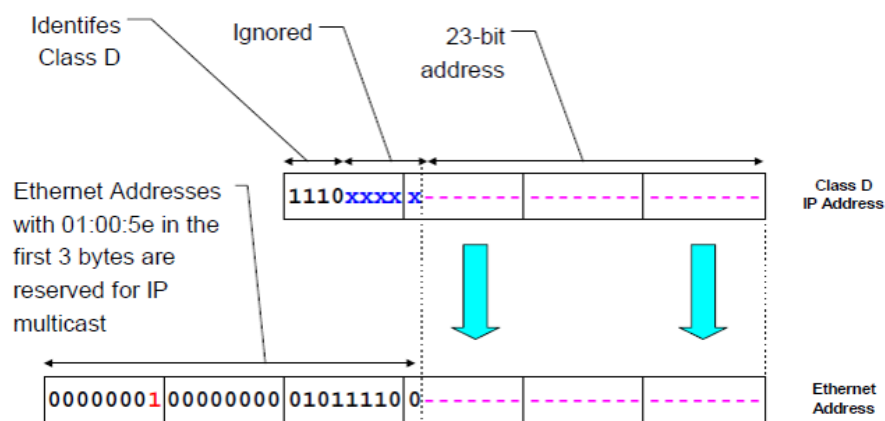 Identifes
Class D
Ignored
23-bit
address
Ethernet Addresses
with 01:00:5e in the
first 3 bytes are
reserved for IP
multicast
1110xxxx x-------  --------  --------
Class D
IP Address
00000001 00000000 01011110 0-------  --------  --------
Ethernet
Address